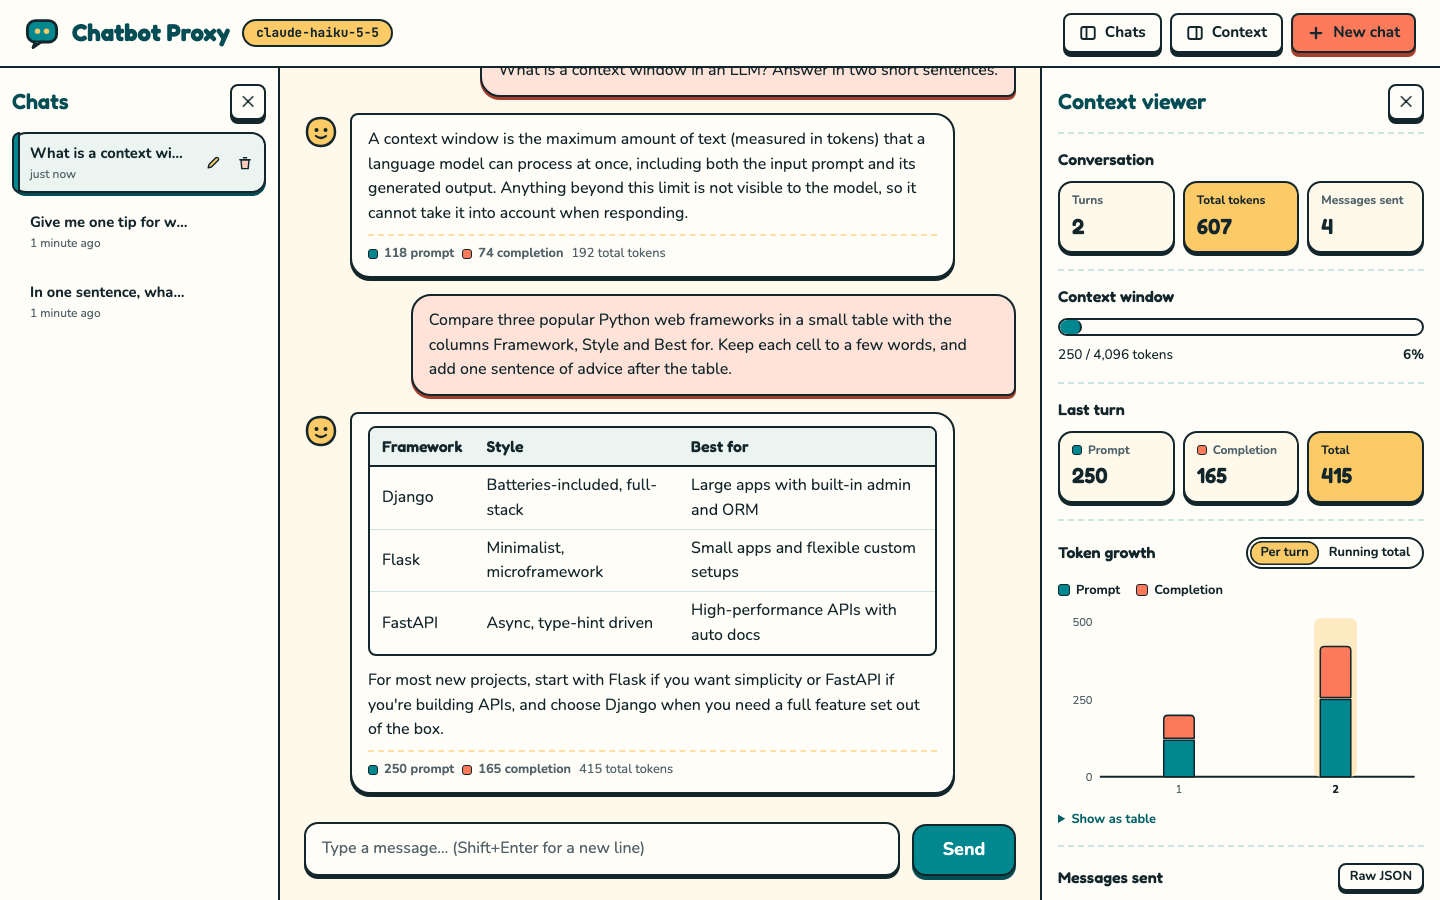 Chatbot Proxy
claude-haiku-5-5
Chats
Context
New chat
Chats
What is a context wi...
just now
Give me one tip for w...
1 minute ago
In one sentence, wha...
1 minute ago
What is a context window in an LLM? Answer in two short sentences.
A context window is the maximum amount of text (measured in tokens) that a
language model can process at once, including both the input prompt and its
generated output. Anything beyond this limit is not visible to the model, so it
cannot take it into account when responding.
118 prompt 74 completion 192 total tokens
Compare three popular Python web frameworks in a small table with the
columns Framework, Style and Best for. Keep each cell to a few words, and
add one sentence of advice after the table.
Framework Style Best for
Django Batteries-included, full-
stack Large apps with built-in admin
and ORM
Flask Minimalist,
microframework Small apps and flexible custom
setups
FastAPI Async, type-hint driven High-performance APIs with
auto docs
For most new projects, start with Flask if you want simplicity or FastAPI if
you're building APIs, and choose Django when you need a full feature set out
of the box.
250 prompt 165 completion 415 total tokens
Type a message... (Shift+Enter for a new line)
Send
Context viewer
Conversation
Turns
2
Total tokens
607
Messages sent
4
Context window
250 / 4,096 tokens 6%
Last turn
Prompt
250
Completion
165
Total
415
Token growth
Per turn Running total
Prompt Completion
500
250
0
1 2
Show as table
Messages sent
Raw JSON